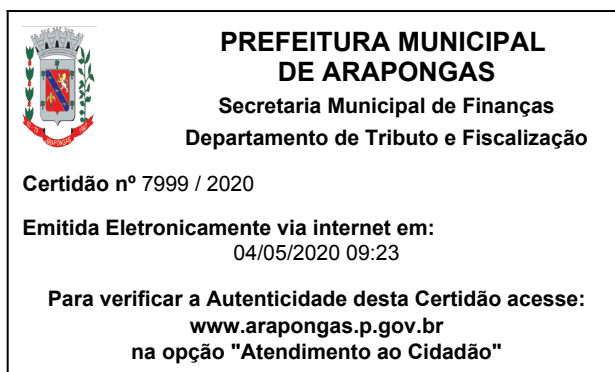 PREFEITURA MUNICIPAL
DE ARAPONGAS
Secretaria Municipal de Finanças
Departamento de Tributo e Fiscalização
ARAPONGAS
Certidão nº 7999 / 2020
Emitida Eletronicamente via internet em:
04/05/2020 09:23
Para verificar a Autenticidade desta Certidão acesse:
www.arapongas.p.gov.br
na opção "Atendimento ao Cidadão"